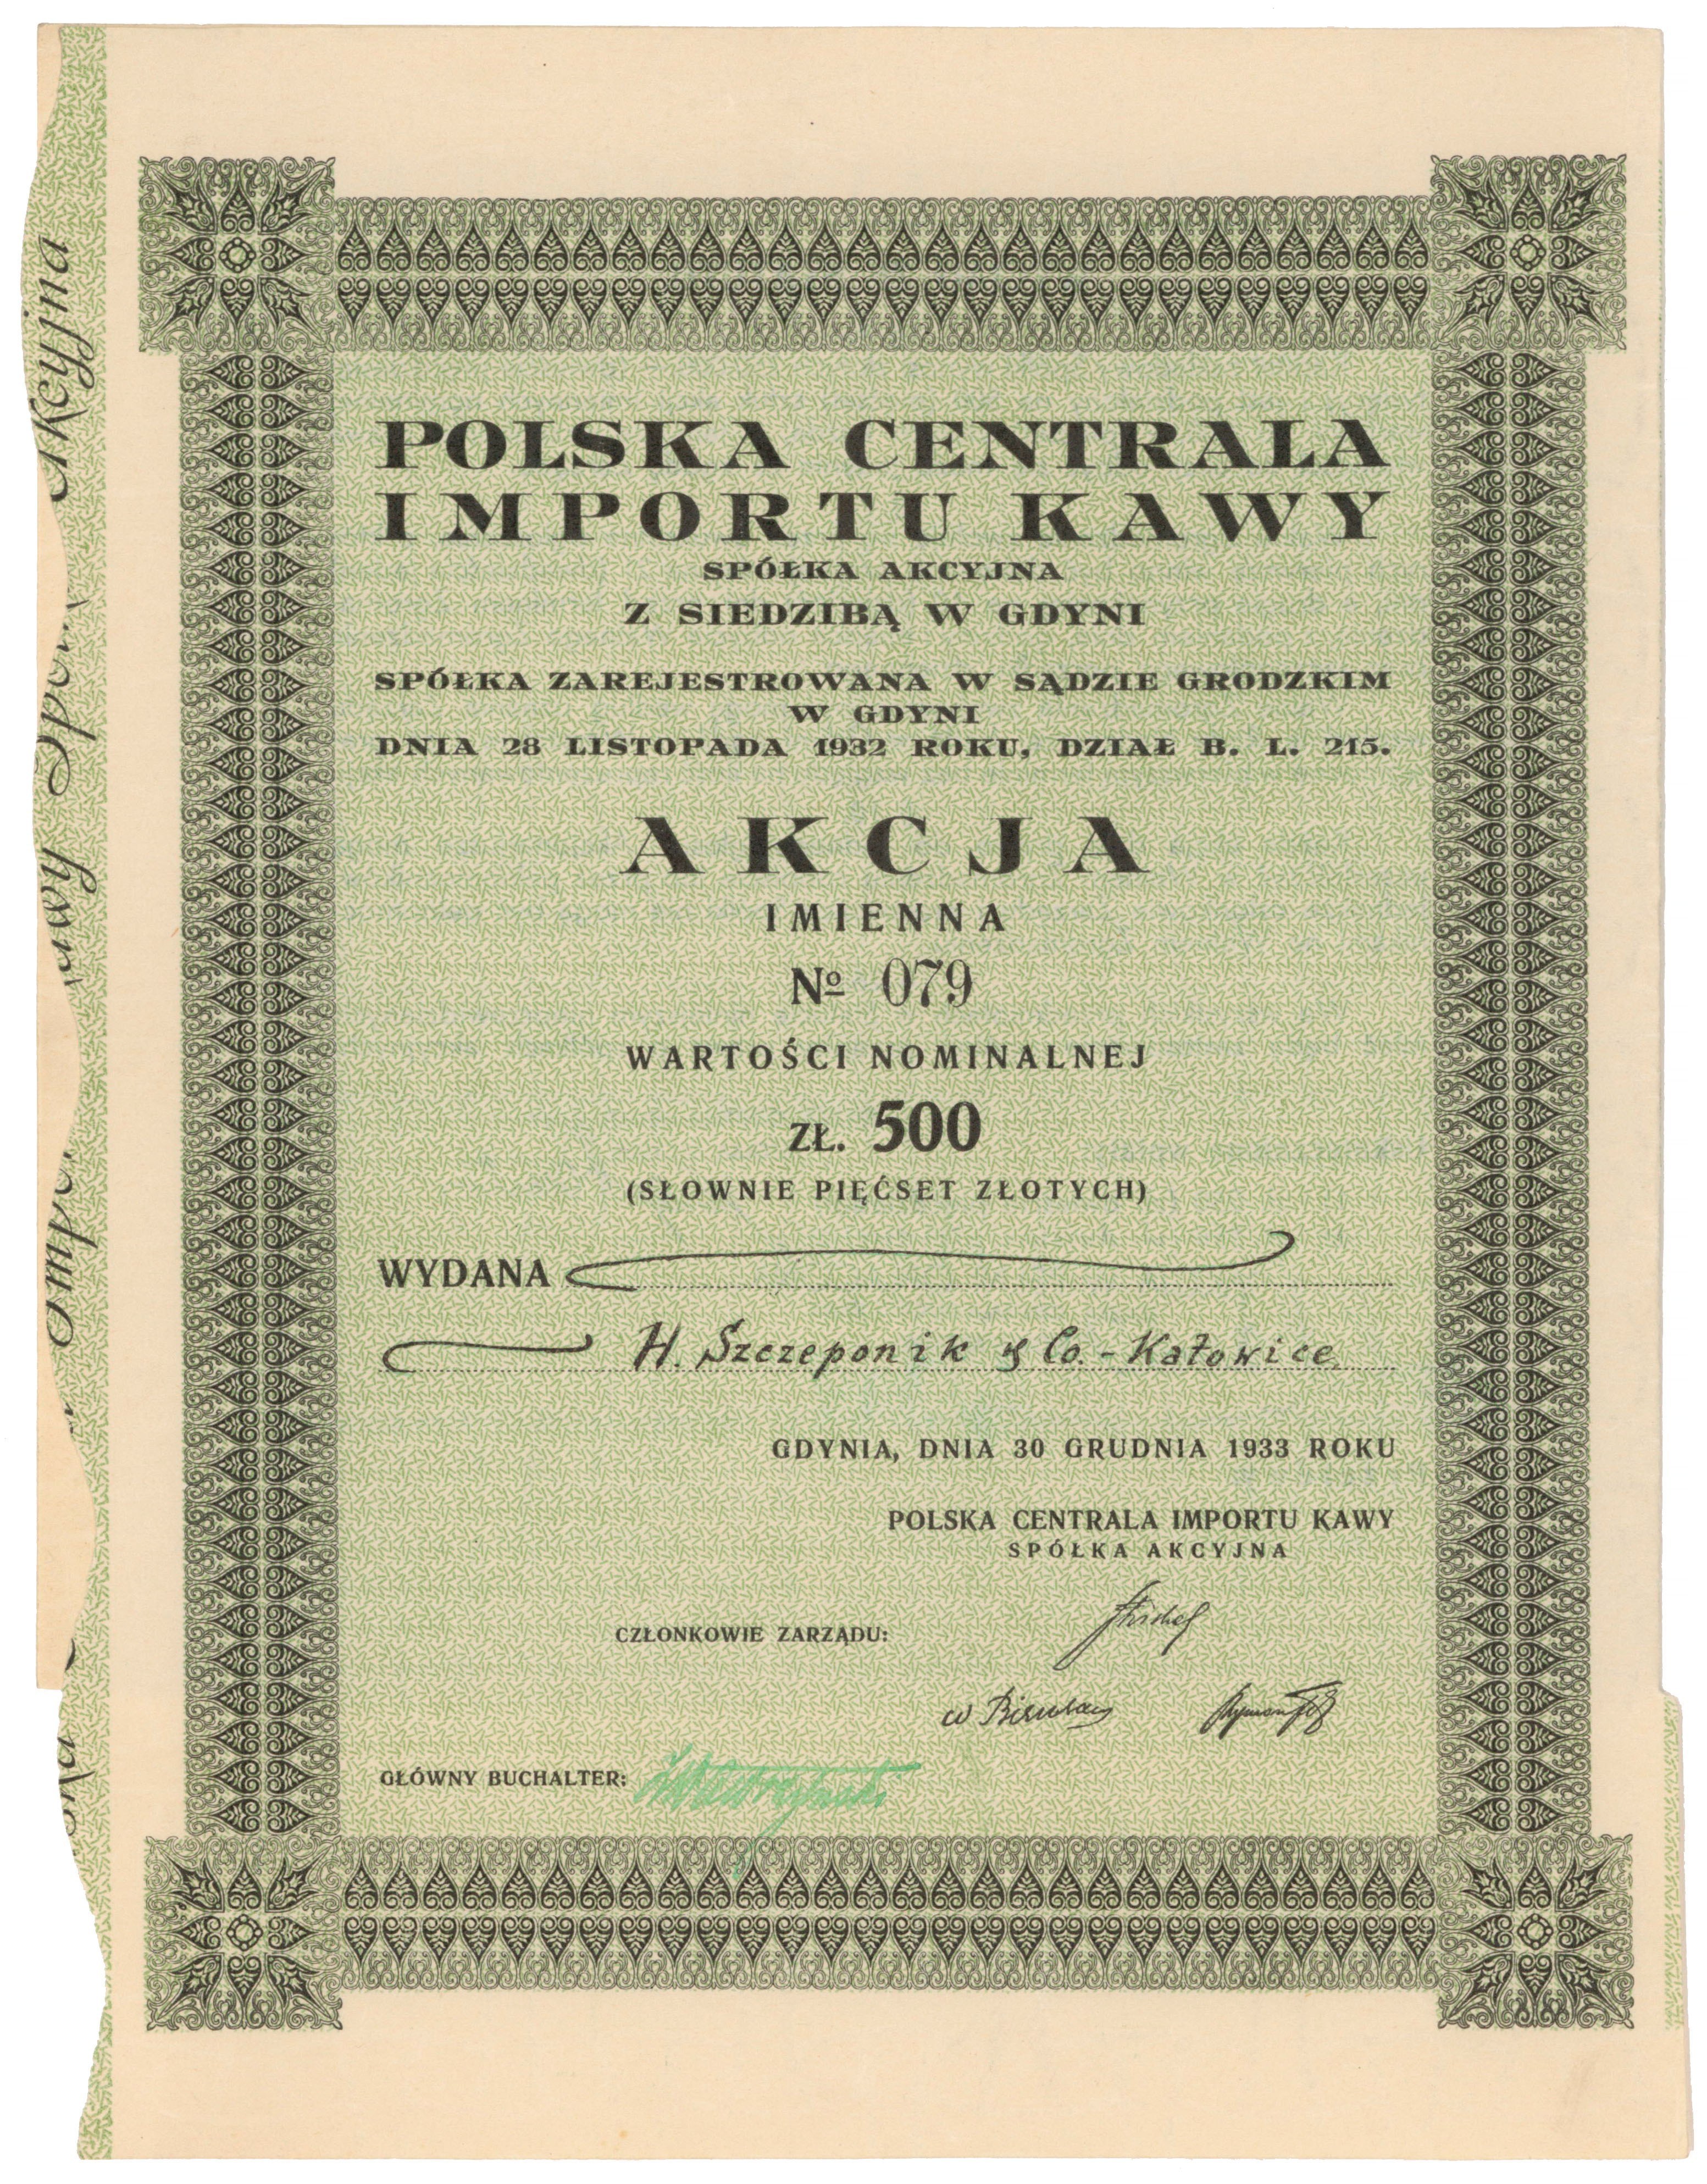 POLSKA CENTRALA
IMPORTU KAWY
SPÓŁKA AKCYJNA
Z SIEDZIBĄ W GDYNI
SPÓŁKA ZAREJESTROWANA W SĄDZIE GRODZKIM
W GDYNI
DNIA 28 LISTOPADA 1932 ROKU, DZIAŁ B. L. 215.
AKCJA
IMIENNA
Nº 079
WARTOŚCI NOMINALNEJ
ZŁ. 500
(SŁOWNIE PIĘĆSET ZŁOTYCH)
WYDANA
H. Szczeponik & Co. - Katowice.
GDYNIA, DNIA 30 GRUDNIA 1933 ROKU
POLSKA CENTRALA IMPORTU KAWY
SPÓŁKA AKCYJNA
CZŁONKOWIE ZARZĄDU:
GŁÓWNY BUCHALTER: